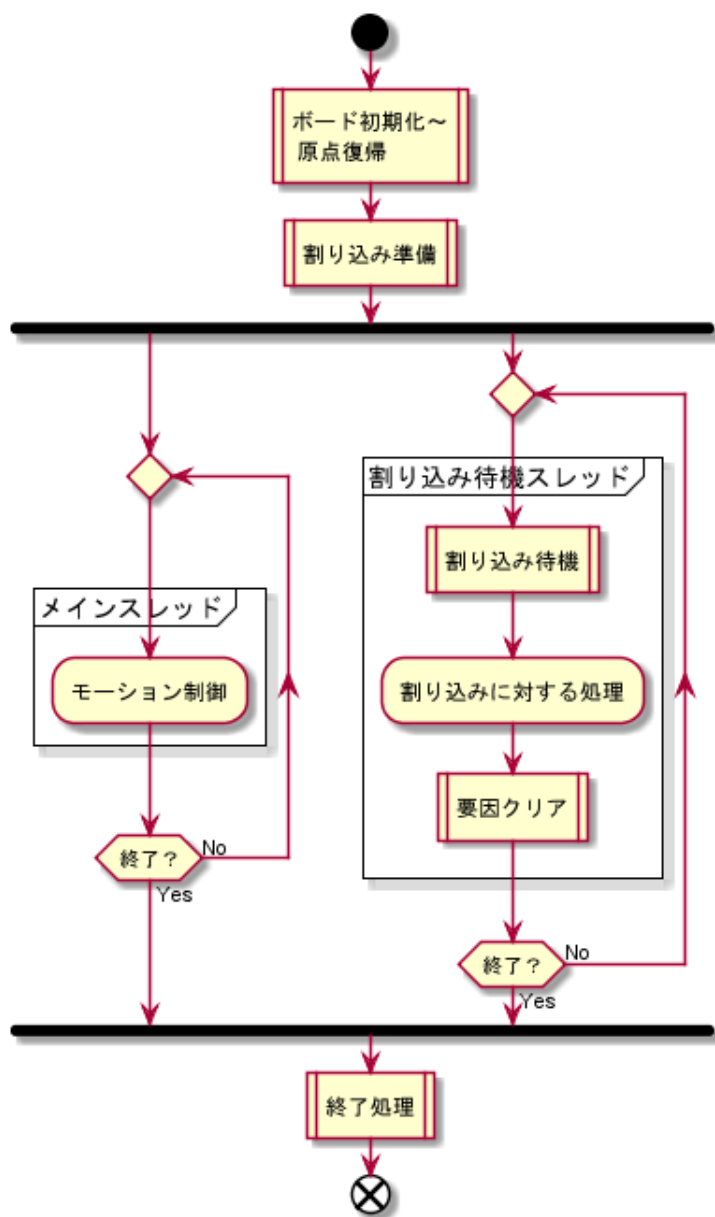 ボード初期化～
原点復帰
割り込み準備
メインスレッド
モーション制御
終了？
No
Yes
割り込み待機スレッド
割り込み待機
割り込みに対する処理
要因クリア
終了？
No
Yes
終了処理